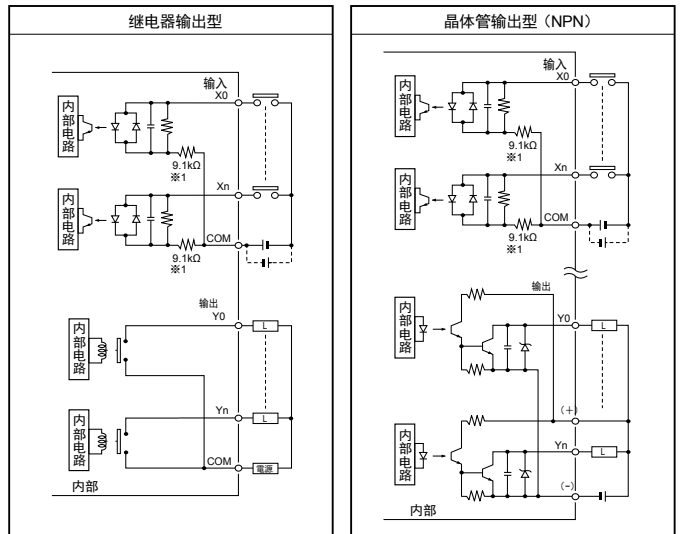 继电器输出型
输入
X0
内部电路
9.1kΩ
※1
Xn
内部电路
COM
9.1kΩ
※1
输出
Y0
L
内部电路
Yn
L
内部电路
COM
電源
内部
晶体管输出型（NPN）
输入
X0
内部电路
9.1kΩ
※1
Xn
内部电路
COM
9.1kΩ
※1
输出
Y0
L
内部电路
(+)
Yn
L
内部电路
(-)
内部